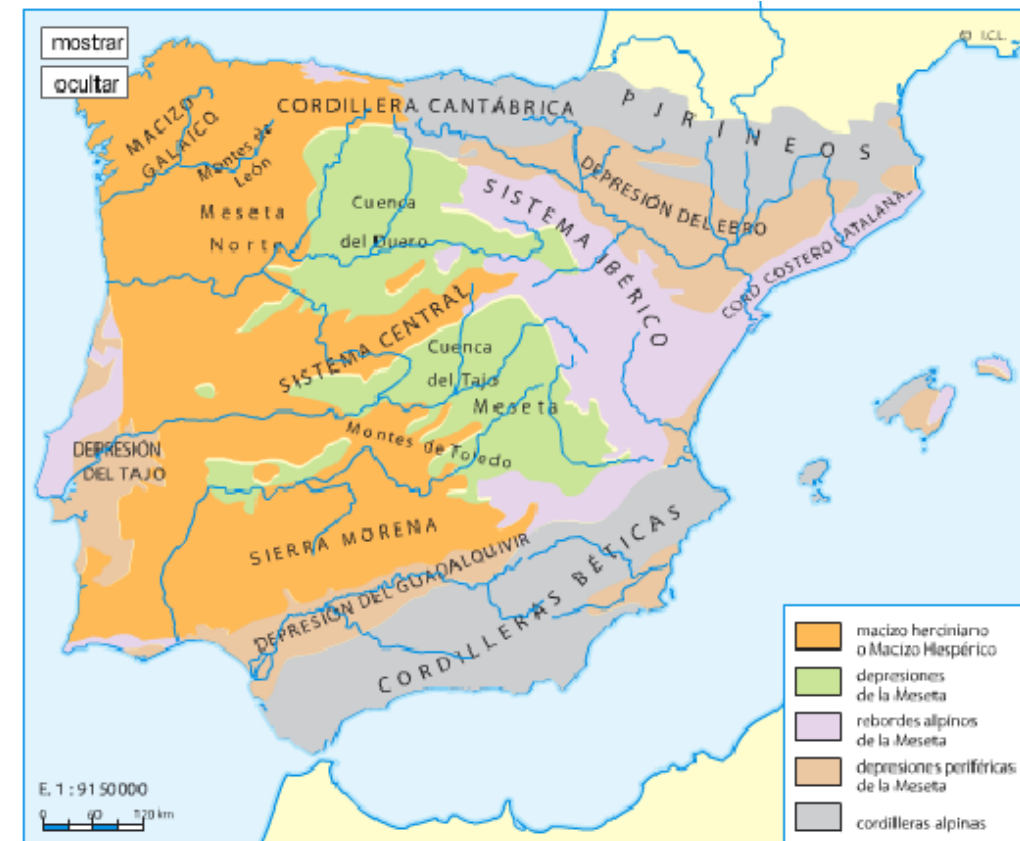 mostrar
ocultar
© I.C.L.
MACIZO
GALAICO
Montes de
León
CORDILLERA CANTÁBRICA
PIRINEOS
Meseta
Norte
Cuenca
del Duero
SISTEMA IBÉRICO
DEPRESIÓN DEL EBRO
CORD COSTERO CATALANA
SISTEMA CENTRAL
Cuenca
del Tajo
Meseta
DEPRESIÓN
DEL TAJO
Montes de Toledo
SIERRA MORENA
DEPRESIÓN DEL GUADALQUIVIR
CORDILLERAS BÉTICAS
macizo herciniano
o Macizo Hespérico
depresiones
de la Meseta
rebordes alpinos
de la Meseta
depresiones periféricas
de la Meseta
cordilleras alpinas
E. 1 : 9150000
0 60 120 km